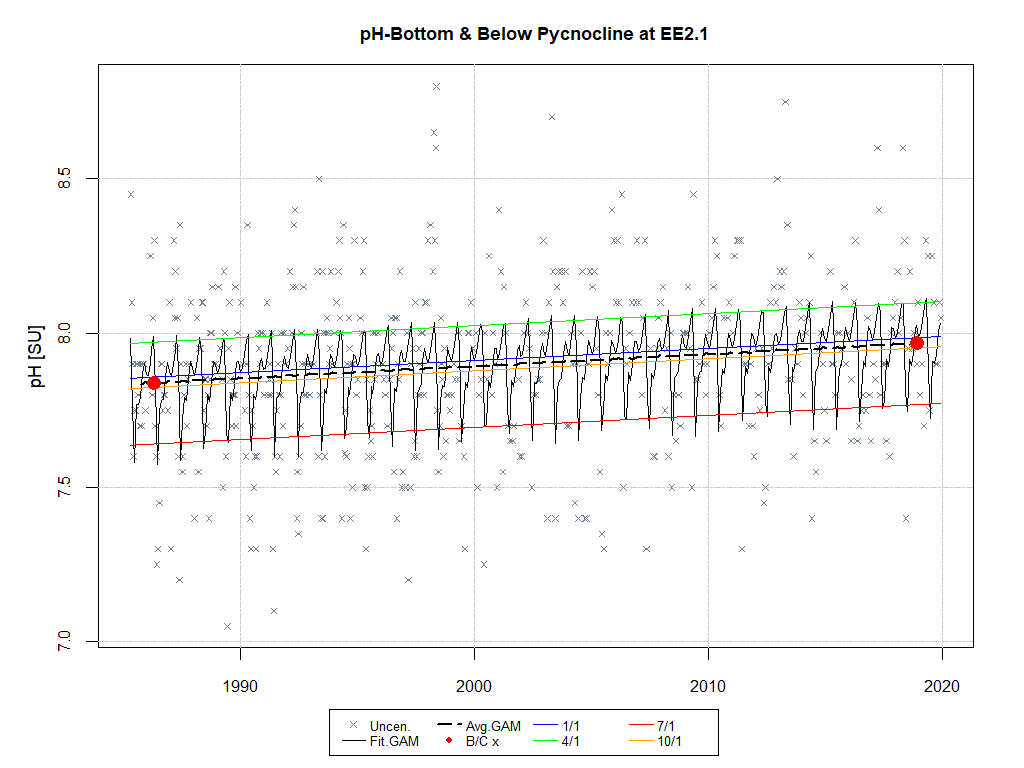 pH-Bottom & Below Pycnocline at EE2.1
pH [SU]
8.5
8.0
7.5
7.0
1990
2000
2010
2020
Uncen. Avg.GAM 1/1 7/1
Fit.GAM B/C x 4/1 10/1